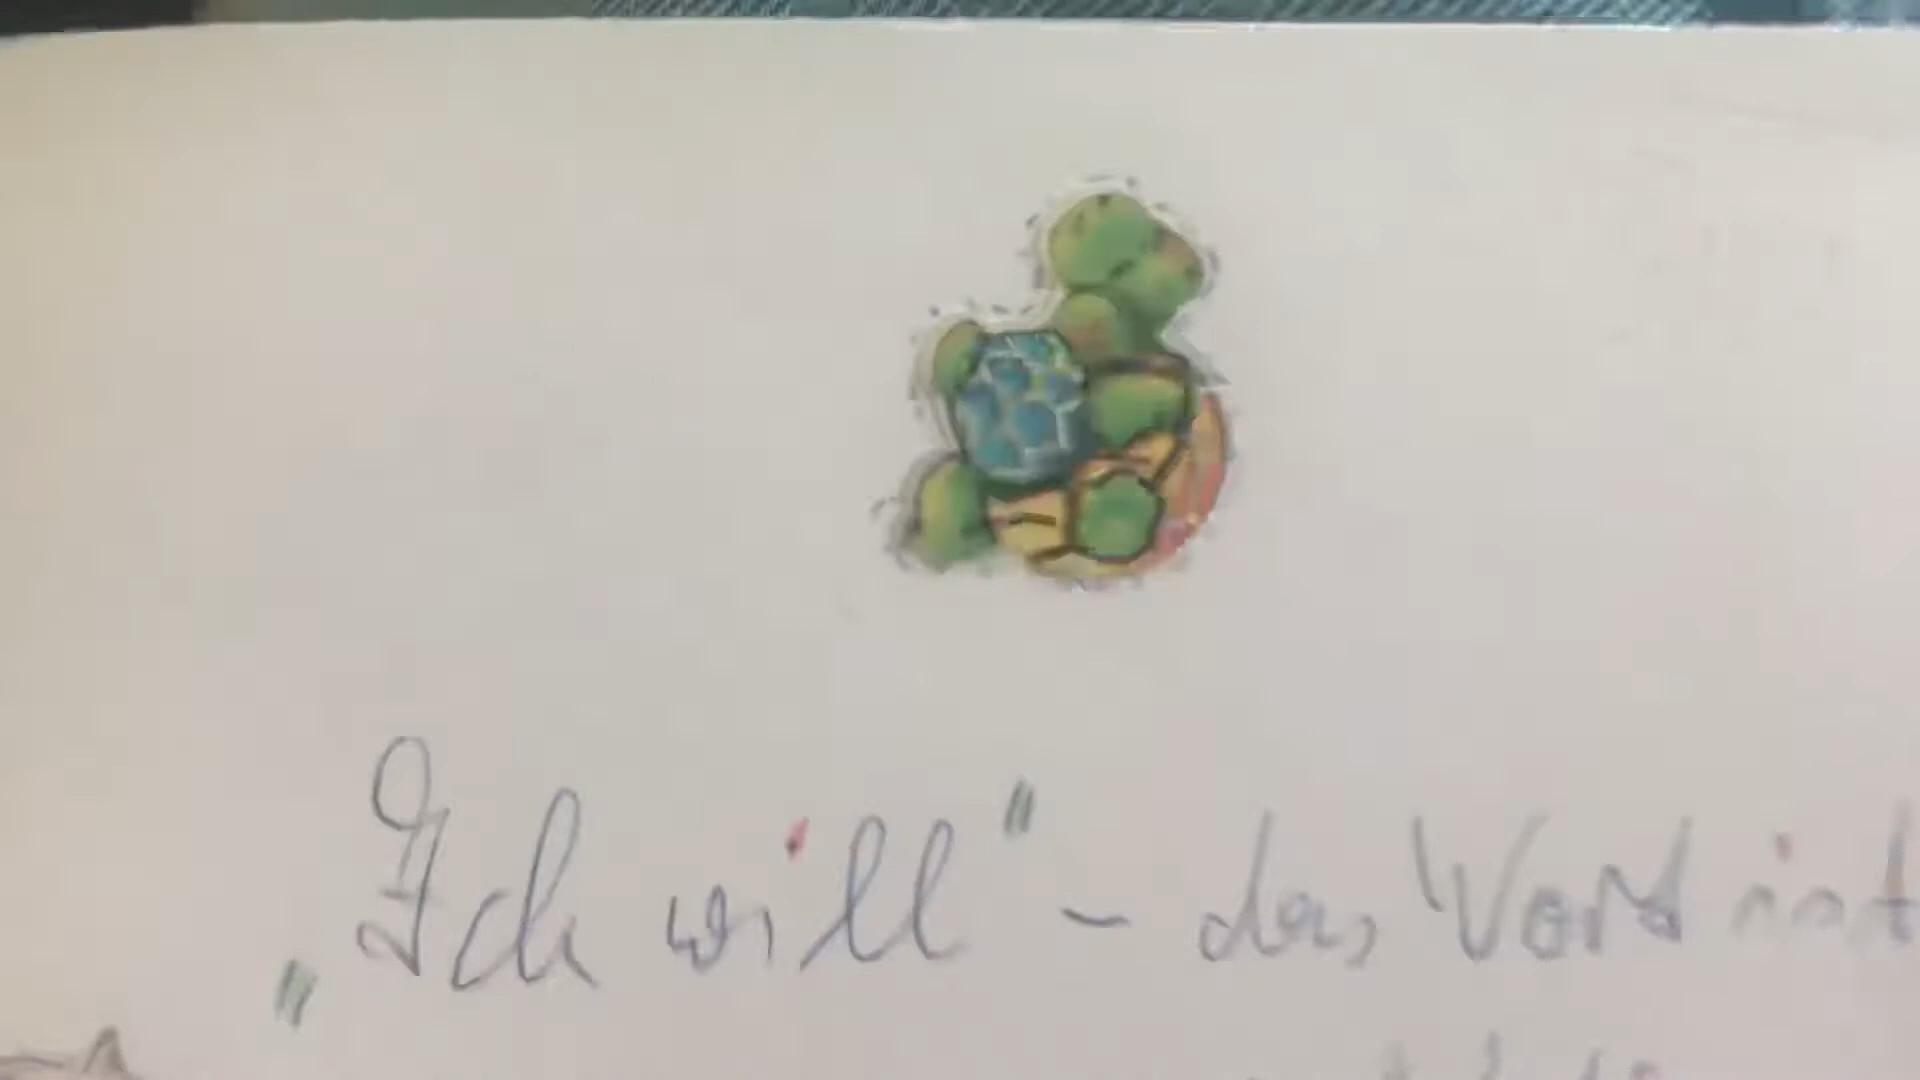 „Ich will" - das Wort ist